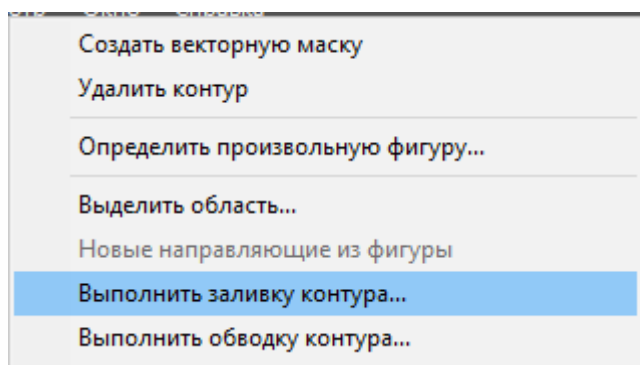 Создать векторную маску
Удалить контур
Определить произвольную фигуру...
Выделить область...
Новые направляющие из фигуры
Выполнить заливку контура...
Выполнить обводку контура...